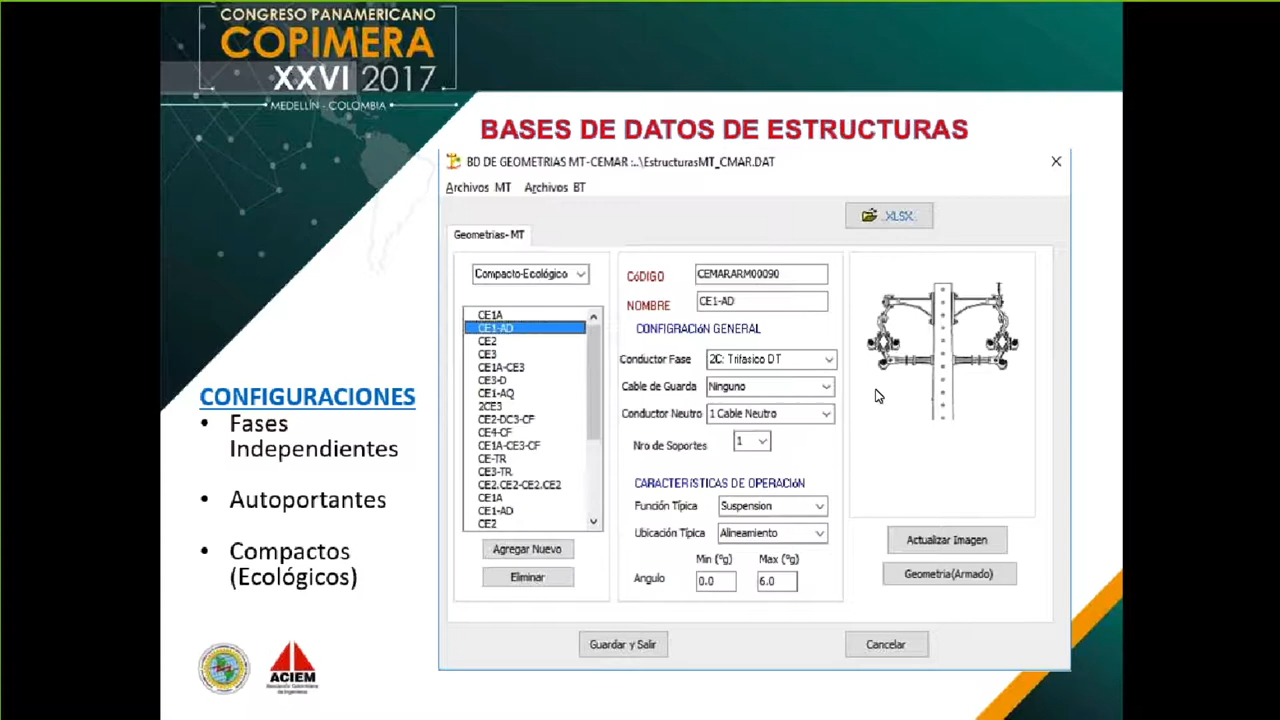 CONGRESO PANAMERICANO
COPIMERA
XXVI 2017
MEDELLÍN - COLOMBIA
BASES DE DATOS DE ESTRUCTURAS
BD DE GEOMETRIAS MT-CEMAR :..\EstructurasMT_CMAR.DAT
Archivos MT Archivos BT
.XLSX.
Geometrias-MT
Compacto-Ecológico
CE1A
CE1-AD
CE2
CE3
CE1A-CE3
CE3-D
CE1-AQ
2CE3
CE2-DC3-CF
CE4-CF
CE1A-CE3-CF
CE-TR
CE3-TR
CE2.CE2-CE2.CE2
CE1A
CE1-AD
CE2
Agregar Nuevo
Eliminar
CóDIGO CEMARARM00090
NOMBRE CE1-AD
CONFIGRACIóN GENERAL
Conductor Fase 2C: Trifasico DT
Cable de Guarda Ninguno
Conductor Neutro 1 Cable Neutro
Nro de Soportes 1
CARACTERISTICAS DE OPERACIóN
Función Típica Suspension
Ubicación Típica Alineamiento
Min (ºg) Max (ºg)
Angulo 0.0 6.0
Actualizar Imagen
Geometria(Armado)
Guardar y Salir Cancelar
CONFIGURACIONES
• Fases
Independientes
• Autoportantes
• Compactos
(Ecológicos)
ACIEM